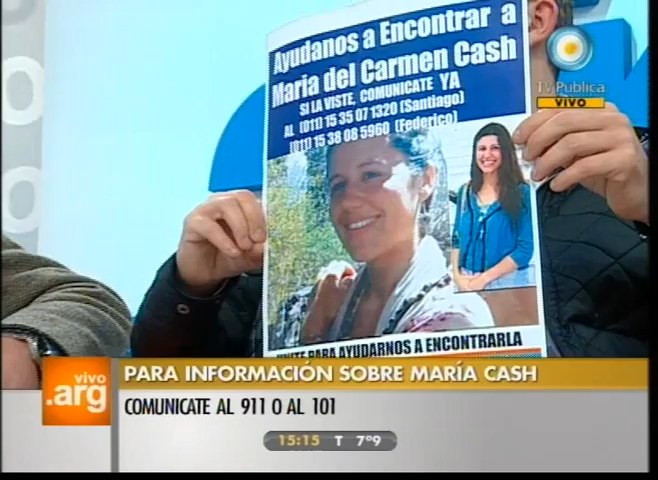 Ayudanos a Encontrar a
Maria del Carmen Cash
SI LA VISTE, COMUNICATE YA
AL (011) 15 35 07 1320 (Santiago)
(011) 15 38 08 5960 (Federico)
PARA AYUDARNOS A ENCONTRARLA
TV Pública
VIVO
vivo
.arg
PARA INFORMACIÓN SOBRE MARÍA CASH
COMUNICATE AL 911 O AL 101
15:15 T 7º9